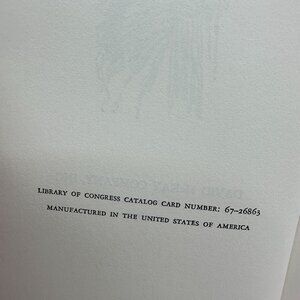 LIBRARY OF CONGRESS CATALOG CARD NUMBER: 67-26863
MANUFACTURED IN THE UNITED STATES OF AMERICA